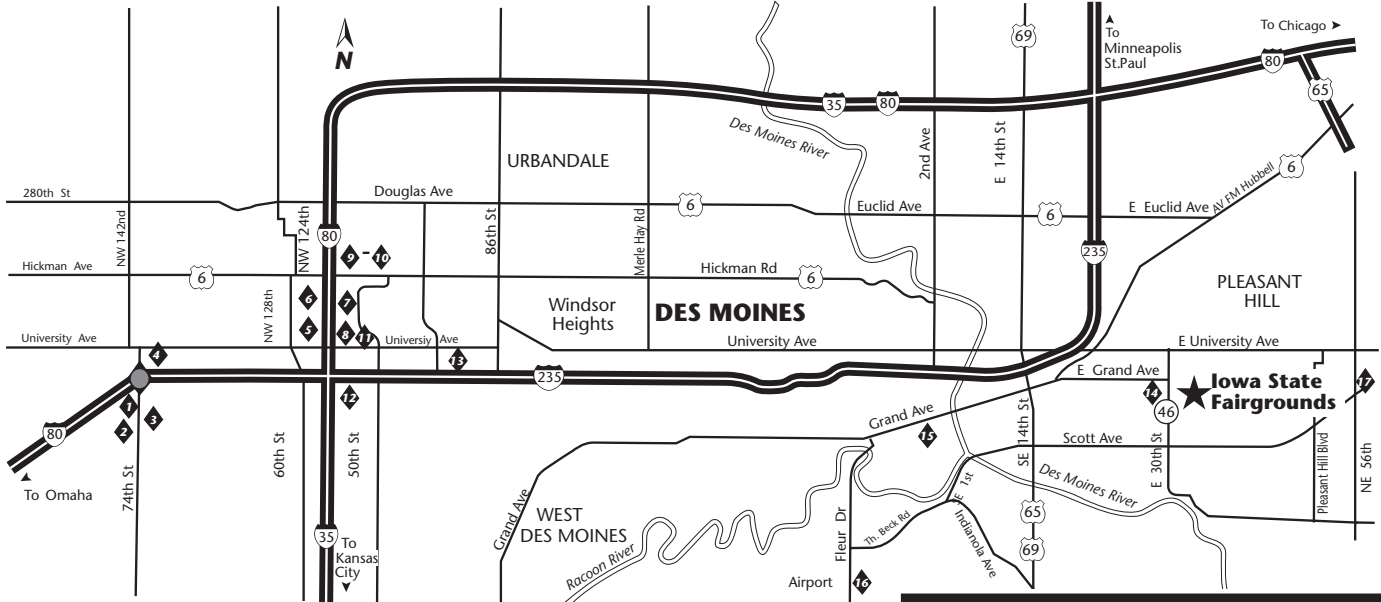 69
To
Minneapolis
St.Paul
To Chicago
80
N
65
35
80
Des Moines River
2nd Ave
E 14th St
URBANDALE
6
AV FM Hubbell
280th St
Douglas Ave
6
Euclid Ave
6
E Euclid Ave
NW 142nd
NW 124th
80
86th St
Merle Hay Rd
9 - 10
235
Hickman Ave
6
Hickman Rd
6
PLEASANT
HILL
NW 128th
6
7
Windsor
Heights
DES MOINES
5
8
11
University Ave
Universiy Ave
13
University Ave
E University Ave
4
235
E Grand Ave
Iowa State
Fairgrounds
14
17
1
3
12
46
2
80
Grand Ave
15
Scott Ave
To Omaha
74th St
60th St
50th St
SE 14th St
E 30th St
Pleasant Hill Blvd
NE 56th
Des Moines River
SE 1st
Grand Ave
WEST
DES MOINES
Fleur Dr
Th. Beck Rd
Indianola Ave
65
69
35
To
Kansas
City
Racoon River
Airport
16